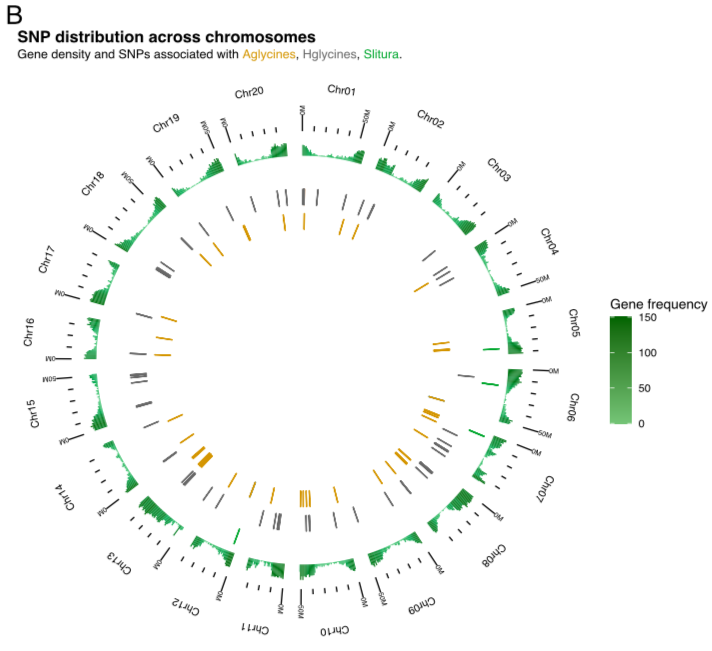 B
SNP distribution across chromosomes
Gene density and SNPs associated with Aglycines, Hglycines, Slitura.
Chr01
0M
50M
Chr02
0M
Chr03
0M
Chr04
0M
50M
Chr05
0M
Chr06
0M
50M
Chr07
0M
Chr08
0M
Chr09
0M
50M
Chr10
0M
50M
Chr11
0M
Chr12
0M
Chr13
0M
Chr14
0M
Chr15
0M
50M
Chr16
0M
Chr17
0M
Chr18
0M
50M
Chr19
0M
50M
Chr20
0M
Gene frequency
150
100
50
0